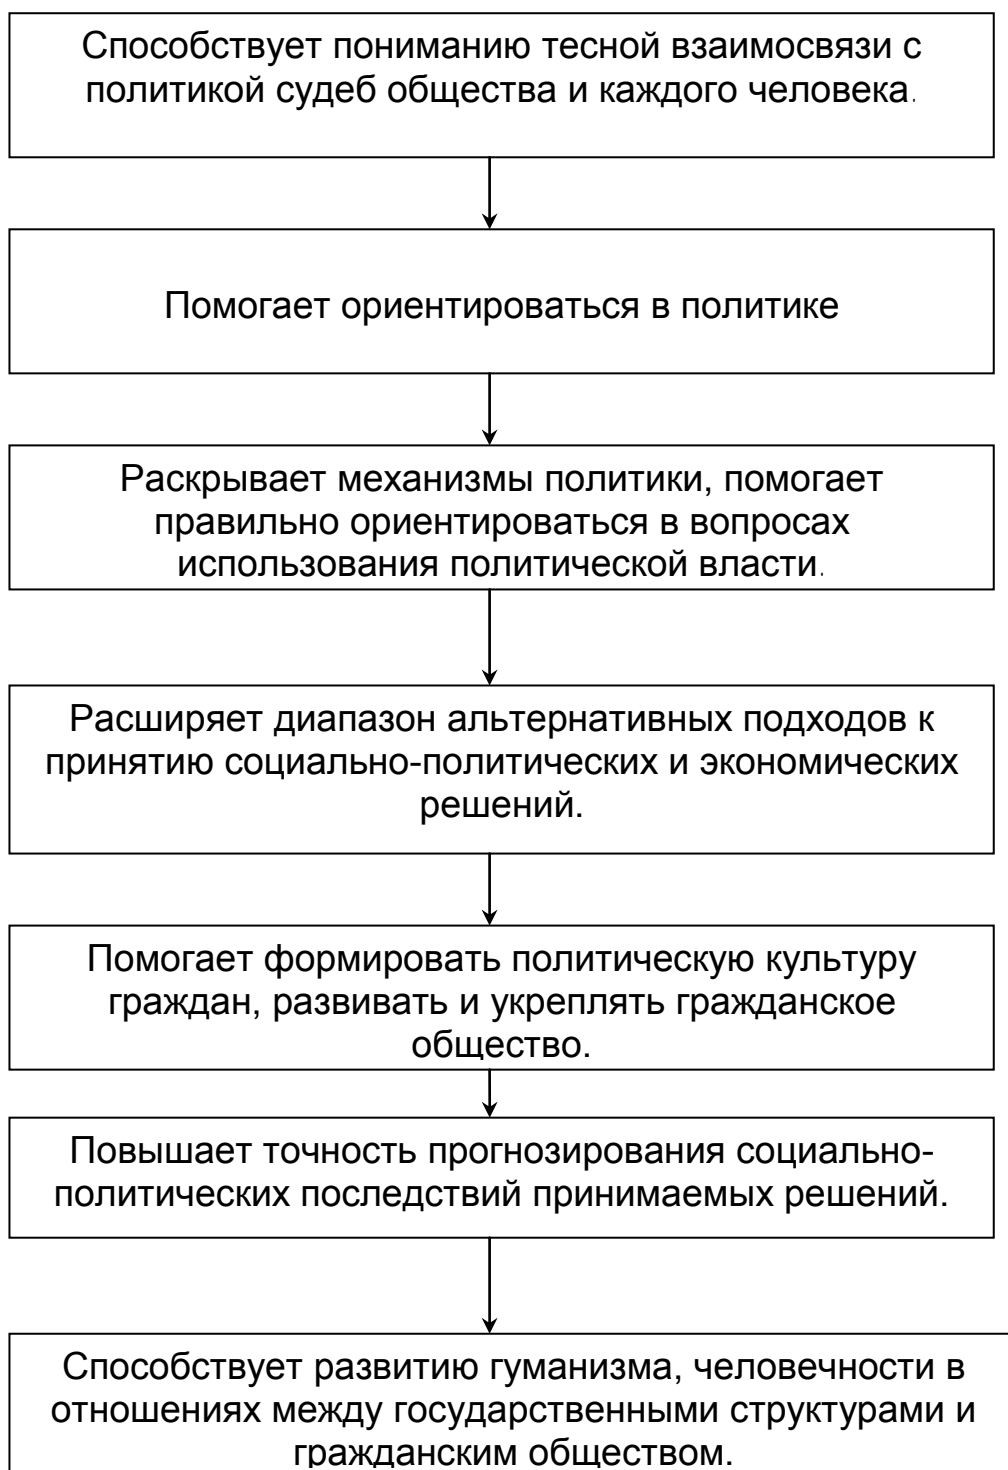 Способствует пониманию тесной взаимосвязи с
политикой судеб общества и каждого человека.
Помогает ориентироваться в политике
Раскрывает механизмы политики, помогает
правильно ориентироваться в вопросах
использования политической власти.
Расширяет диапазон альтернативных подходов к
принятию социально-политических и экономических
решений.
Помогает формировать политическую культуру
граждан, развивать и укреплять гражданское
общество.
Повышает точность прогнозирования социально-
политических последствий принимаемых решений.
Способствует развитию гуманизма, человечности в
отношениях между государственными структурами и
гражданским обществом.